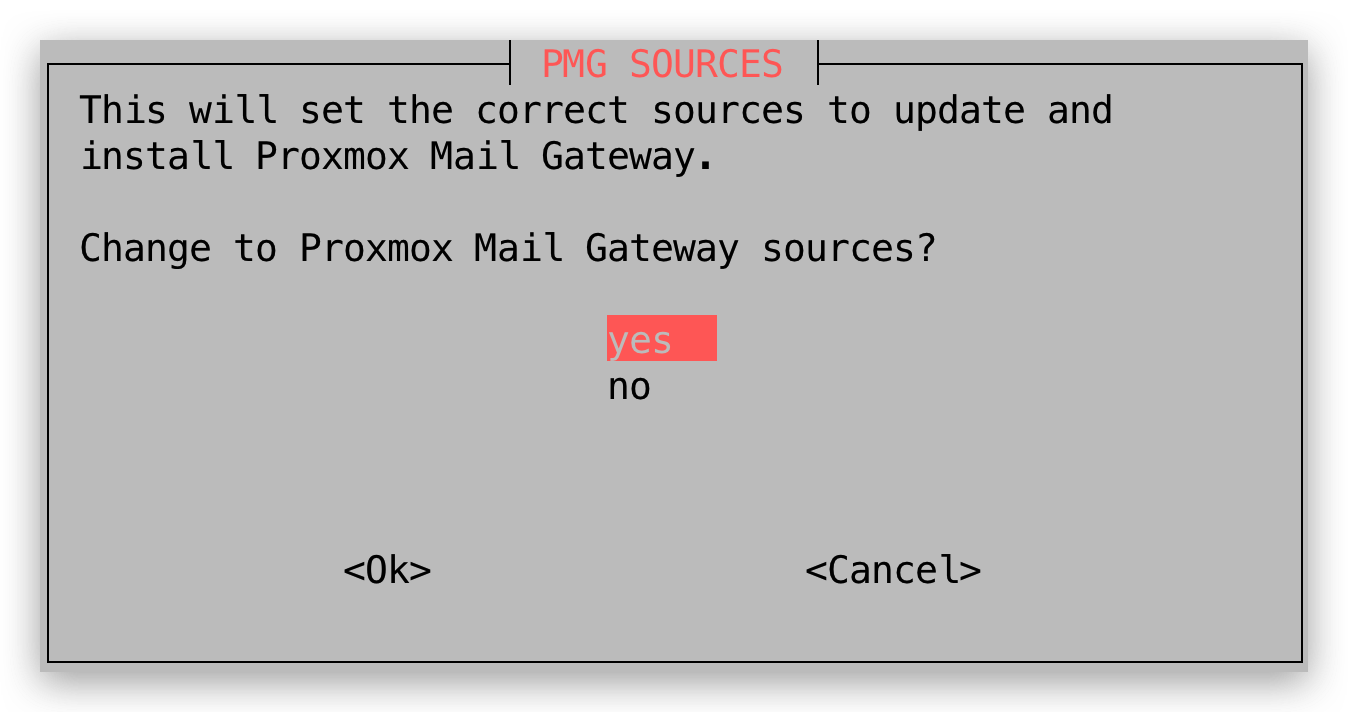 PMG SOURCES
This will set the correct sources to update and
install Proxmox Mail Gateway.
Change to Proxmox Mail Gateway sources?
yes
no
<Ok> <Cancel>